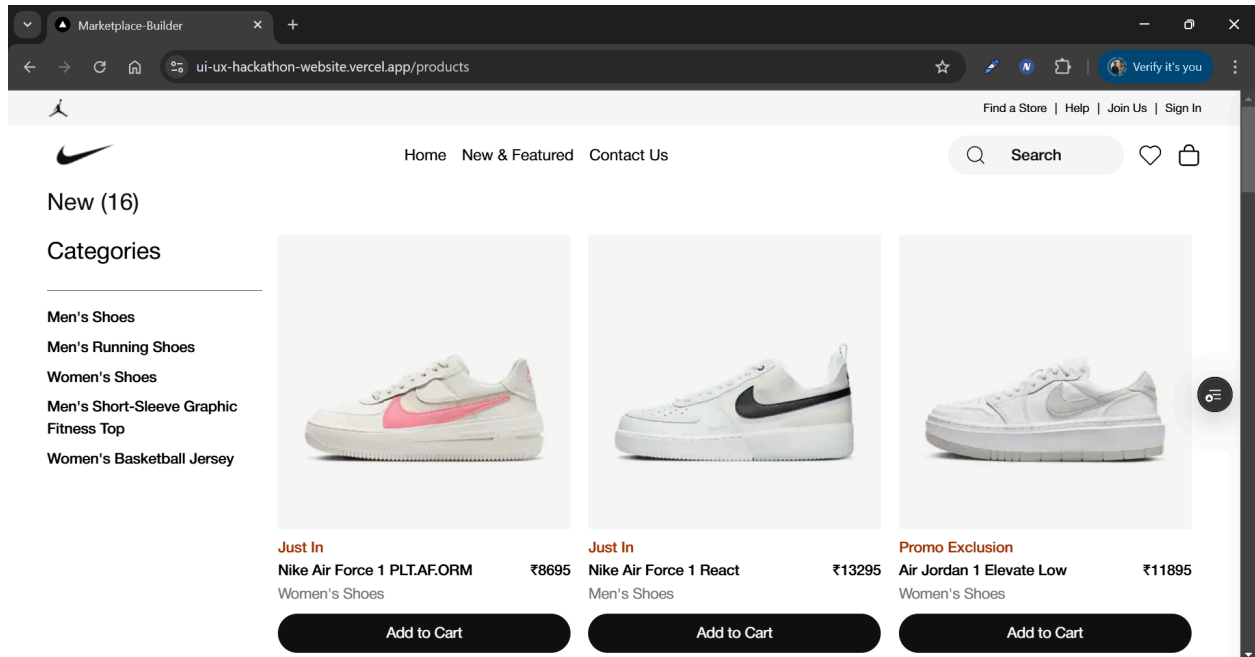 Marketplace-Builder
ui-ux-hackathon-website.vercel.app/products
N
Verify it's you
Find a Store | Help | Join Us | Sign In
Home New & Featured Contact Us
Search
New (16)
Categories
Men's Shoes
Men's Running Shoes
Women's Shoes
Men's Short-Sleeve Graphic
Fitness Top
Women's Basketball Jersey
Just In
Nike Air Force 1 PLT.AF.ORM ₹8695
Women's Shoes
Add to Cart
Just In
Nike Air Force 1 React ₹13295
Men's Shoes
Add to Cart
Promo Exclusion
Air Jordan 1 Elevate Low ₹11895
Women's Shoes
Add to Cart